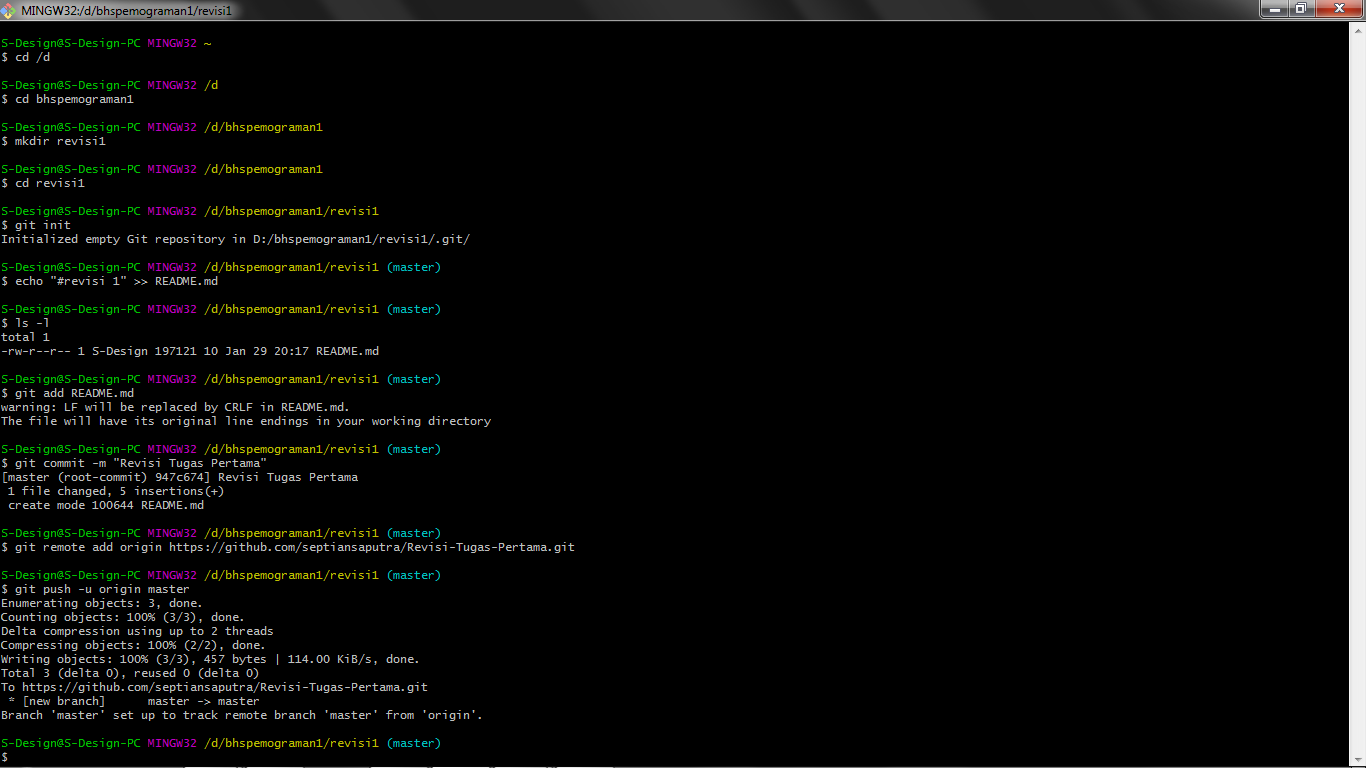 MINGW32:/d/bhspemograman1/revisi1
S-Design@S-Design-PC MINGW32 ~
$ cd /d
S-Design@S-Design-PC MINGW32 /d
$ cd bhspemograman1
S-Design@S-Design-PC MINGW32 /d/bhspemograman1
$ mkdir revisi1
S-Design@S-Design-PC MINGW32 /d/bhspemograman1
$ cd revisi1
S-Design@S-Design-PC MINGW32 /d/bhspemograman1/revisi1
$ git init
Initialized empty Git repository in D:/bhspemograman1/revisi1/.git/
S-Design@S-Design-PC MINGW32 /d/bhspemograman1/revisi1 (master)
$ echo "#revisi 1" >> README.md
S-Design@S-Design-PC MINGW32 /d/bhspemograman1/revisi1 (master)
$ ls -l
total 1
-rw-r--r-- 1 S-Design 197121 10 Jan 29 20:17 README.md
S-Design@S-Design-PC MINGW32 /d/bhspemograman1/revisi1 (master)
$ git add README.md
warning: LF will be replaced by CRLF in README.md.
The file will have its original line endings in your working directory
S-Design@S-Design-PC MINGW32 /d/bhspemograman1/revisi1 (master)
$ git commit -m "Revisi Tugas Pertama"
[master (root-commit) 947c674] Revisi Tugas Pertama
 1 file changed, 5 insertions(+)
 create mode 100644 README.md
S-Design@S-Design-PC MINGW32 /d/bhspemograman1/revisi1 (master)
$ git remote add origin https://github.com/septiansaputra/Revisi-Tugas-Pertama.git
S-Design@S-Design-PC MINGW32 /d/bhspemograman1/revisi1 (master)
$ git push -u origin master
Enumerating objects: 3, done.
Counting objects: 100% (3/3), done.
Delta compression using up to 2 threads
Compressing objects: 100% (2/2), done.
Writing objects: 100% (3/3), 457 bytes | 114.00 KiB/s, done.
Total 3 (delta 0), reused 0 (delta 0)
To https://github.com/septiansaputra/Revisi-Tugas-Pertama.git
 * [new branch]      master -> master
Branch 'master' set up to track remote branch 'master' from 'origin'.
S-Design@S-Design-PC MINGW32 /d/bhspemograman1/revisi1 (master)
$